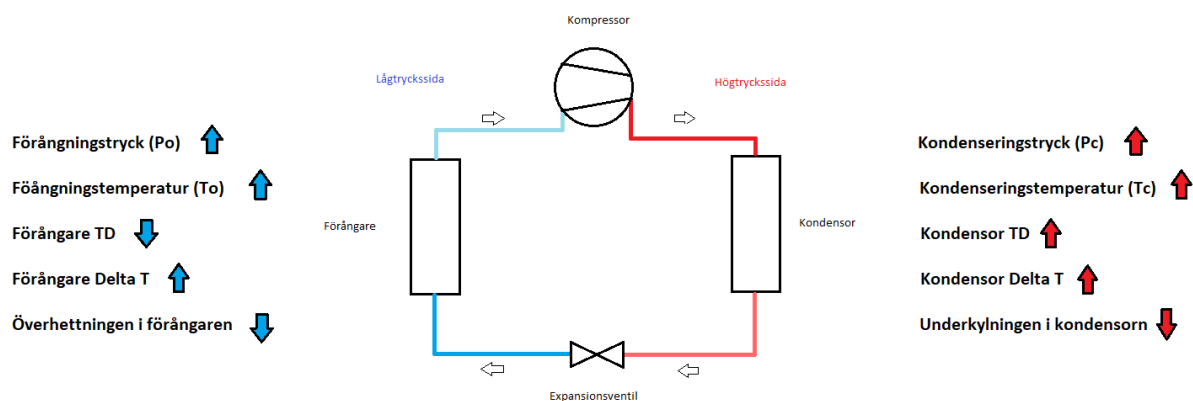 Kompressor
Lågtryckssida
Högtryckssida
Förångningstryck (Po)
Föångningstemperatur (To)
Förångare TD
Förångare Delta T
Överhettningen i förångaren
Förångare
Kondensor
Kondenseringstryck (Pc)
Kondenseringstemperatur (Tc)
Kondensor TD
Kondensor Delta T
Underkylningen i kondensorn
Expansionsventil